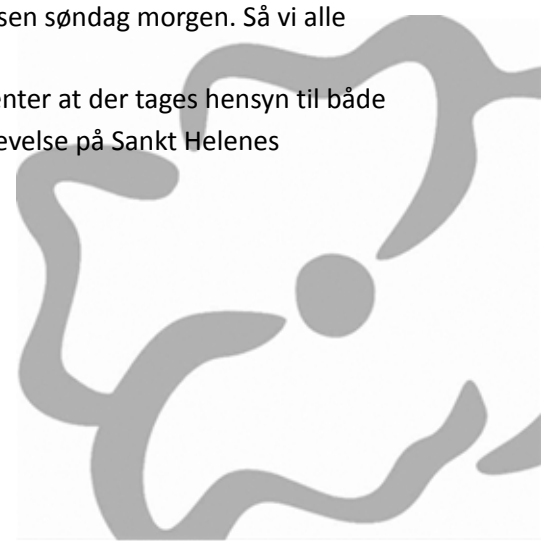 sen søndag morgen. Så vi alle
enter at der tages hensyn til både
evelse på Sankt Helenes